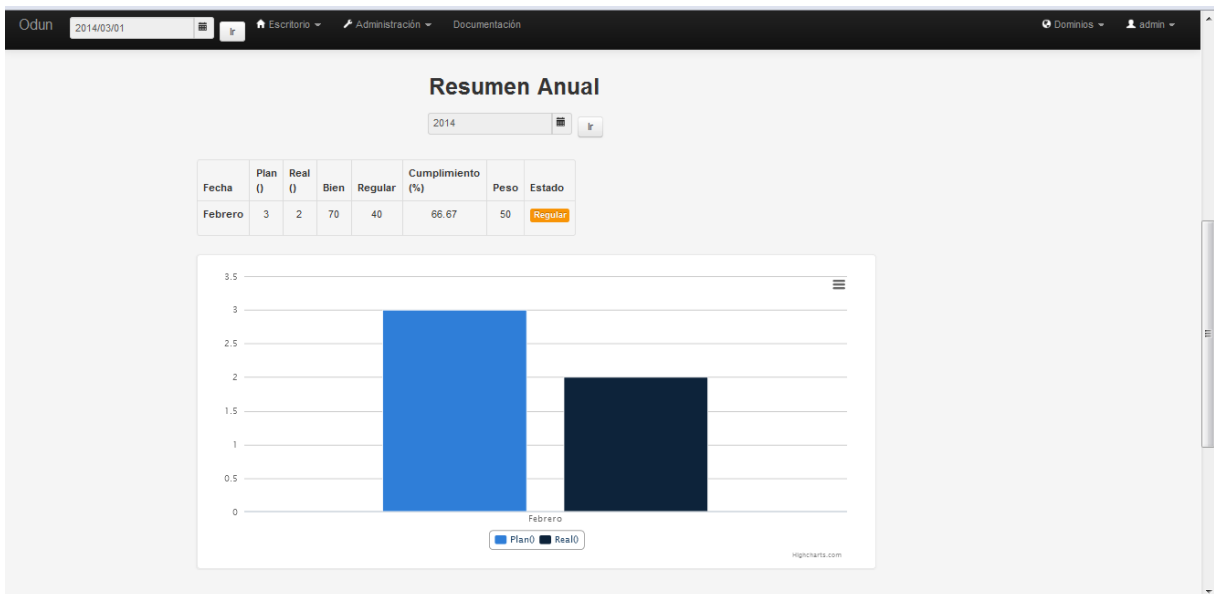 Odun 2014/03/01 Ir Escritorio Administración Documentación Dominios admin
Resumen Anual
2014 Ir
Fecha Plan () Real () Bien Regular Cumplimiento (%) Peso Estado
Febrero 3 2 70 40 66.67 50 Regular
3.5
3
2.5
2
1.5
1
0.5
0
Febrero
Plan() Real()
Highcharts.com